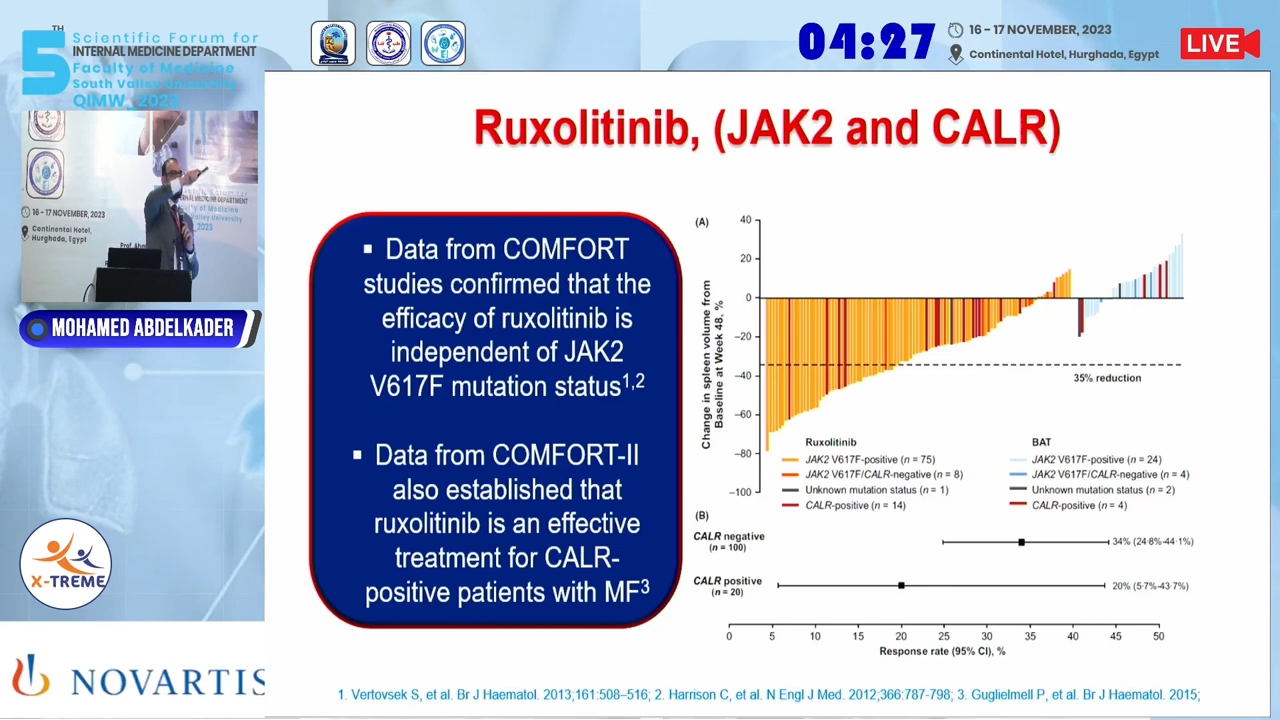 TH
5
Scientific Forum for
INTERNAL MEDICINE DEPARTMENT
Faculty of Medicine
South Valley University
QIMW_2023
04:27
16 – 17 NOVEMBER, 2023
Continental Hotel, Hurghada, Egypt
LIVE
16 – 17 NOVEMBER, 2023
Continental Hotel,
Hurghada, Egypt
MOHAMED ABDELKADER
X-TREME
NOVARTIS
Ruxolitinib, (JAK2 and CALR)
▪ Data from COMFORT
studies confirmed that the
efficacy of ruxolitinib is
independent of JAK2
V617F mutation status1,2
▪ Data from COMFORT-II
also established that
ruxolitinib is an effective
treatment for CALR-
positive patients with MF3
(A)
Change in spleen volume from
Baseline at Week 48, %
40
20
0
−20
−40
−60
−80
−100
35% reduction
Ruxolitinib
JAK2 V617F-positive (n = 75)
JAK2 V617F/CALR-negative (n = 8)
Unknown mutation status (n = 1)
CALR-positive (n = 14)
BAT
JAK2 V617F-positive (n = 24)
JAK2 V617F/CALR-negative (n = 4)
Unknown mutation status (n = 2)
CALR-positive (n = 4)
(B)
CALR negative
(n = 100)
34% (24·8%-44·1%)
CALR positive
(n = 20)
20% (5·7%-43·7%)
0 5 10 15 20 25 30 35 40 45 50
Response rate (95% CI), %
1. Vertovsek S, et al. Br J Haematol. 2013;161:508–516; 2. Harrison C, et al. N Engl J Med. 2012;366:787-798; 3. Guglielmell P, et al. Br J Haematol. 2015;